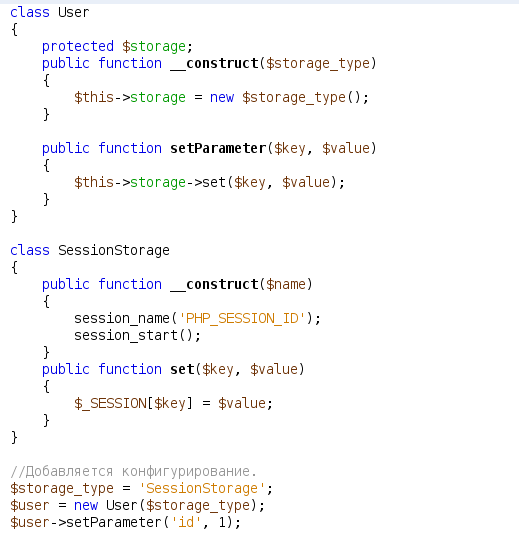 class User
{
    protected $storage;
    public function __construct($storage_type)
    {
        $this->storage = new $storage_type();
    }

    public function setParameter($key, $value)
    {
        $this->storage->set($key, $value);
    }
}

class SessionStorage
{
    public function __construct($name)
    {
        session_name('PHP_SESSION_ID');
        session_start();
    }
    public function set($key, $value)
    {
        $_SESSION[$key] = $value;
    }
}

//Добавляется конфигурирование.
$storage_type = 'SessionStorage';
$user = new User($storage_type);
$user->setParameter('id', 1);